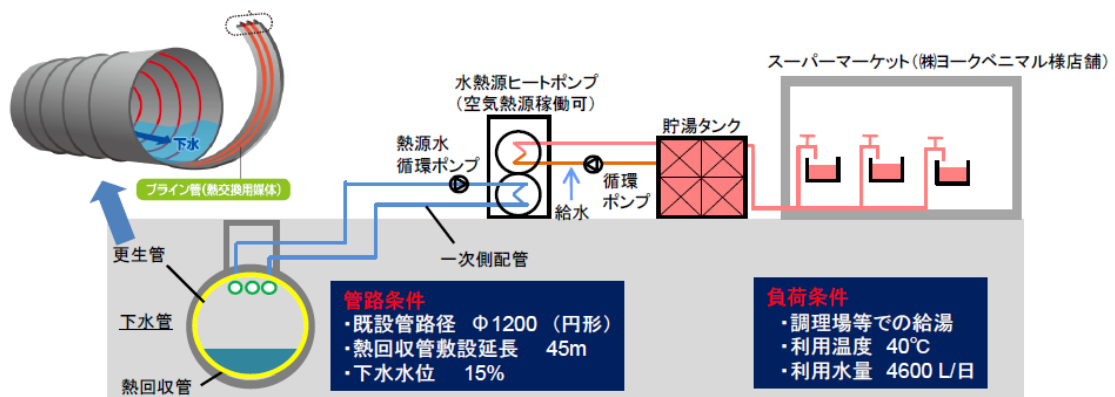 スーパーマーケット（㈱ヨークベニマル様店舗）
水熱源ヒートポンプ
（空気熱源稼働可）
貯湯タンク
熱源水
循環ポンプ
下水
ブライン管（熱交換用媒体）
循環
ポンプ
給水
一次側配管
更生管
下水管
熱回収管
管路条件
・既設管路径　Φ1200　（円形）
・熱回収管敷設延長　45m
・下水水位　15%
負荷条件
・調理場等での給湯
・利用温度　40℃
・利用水量　4600 L/日